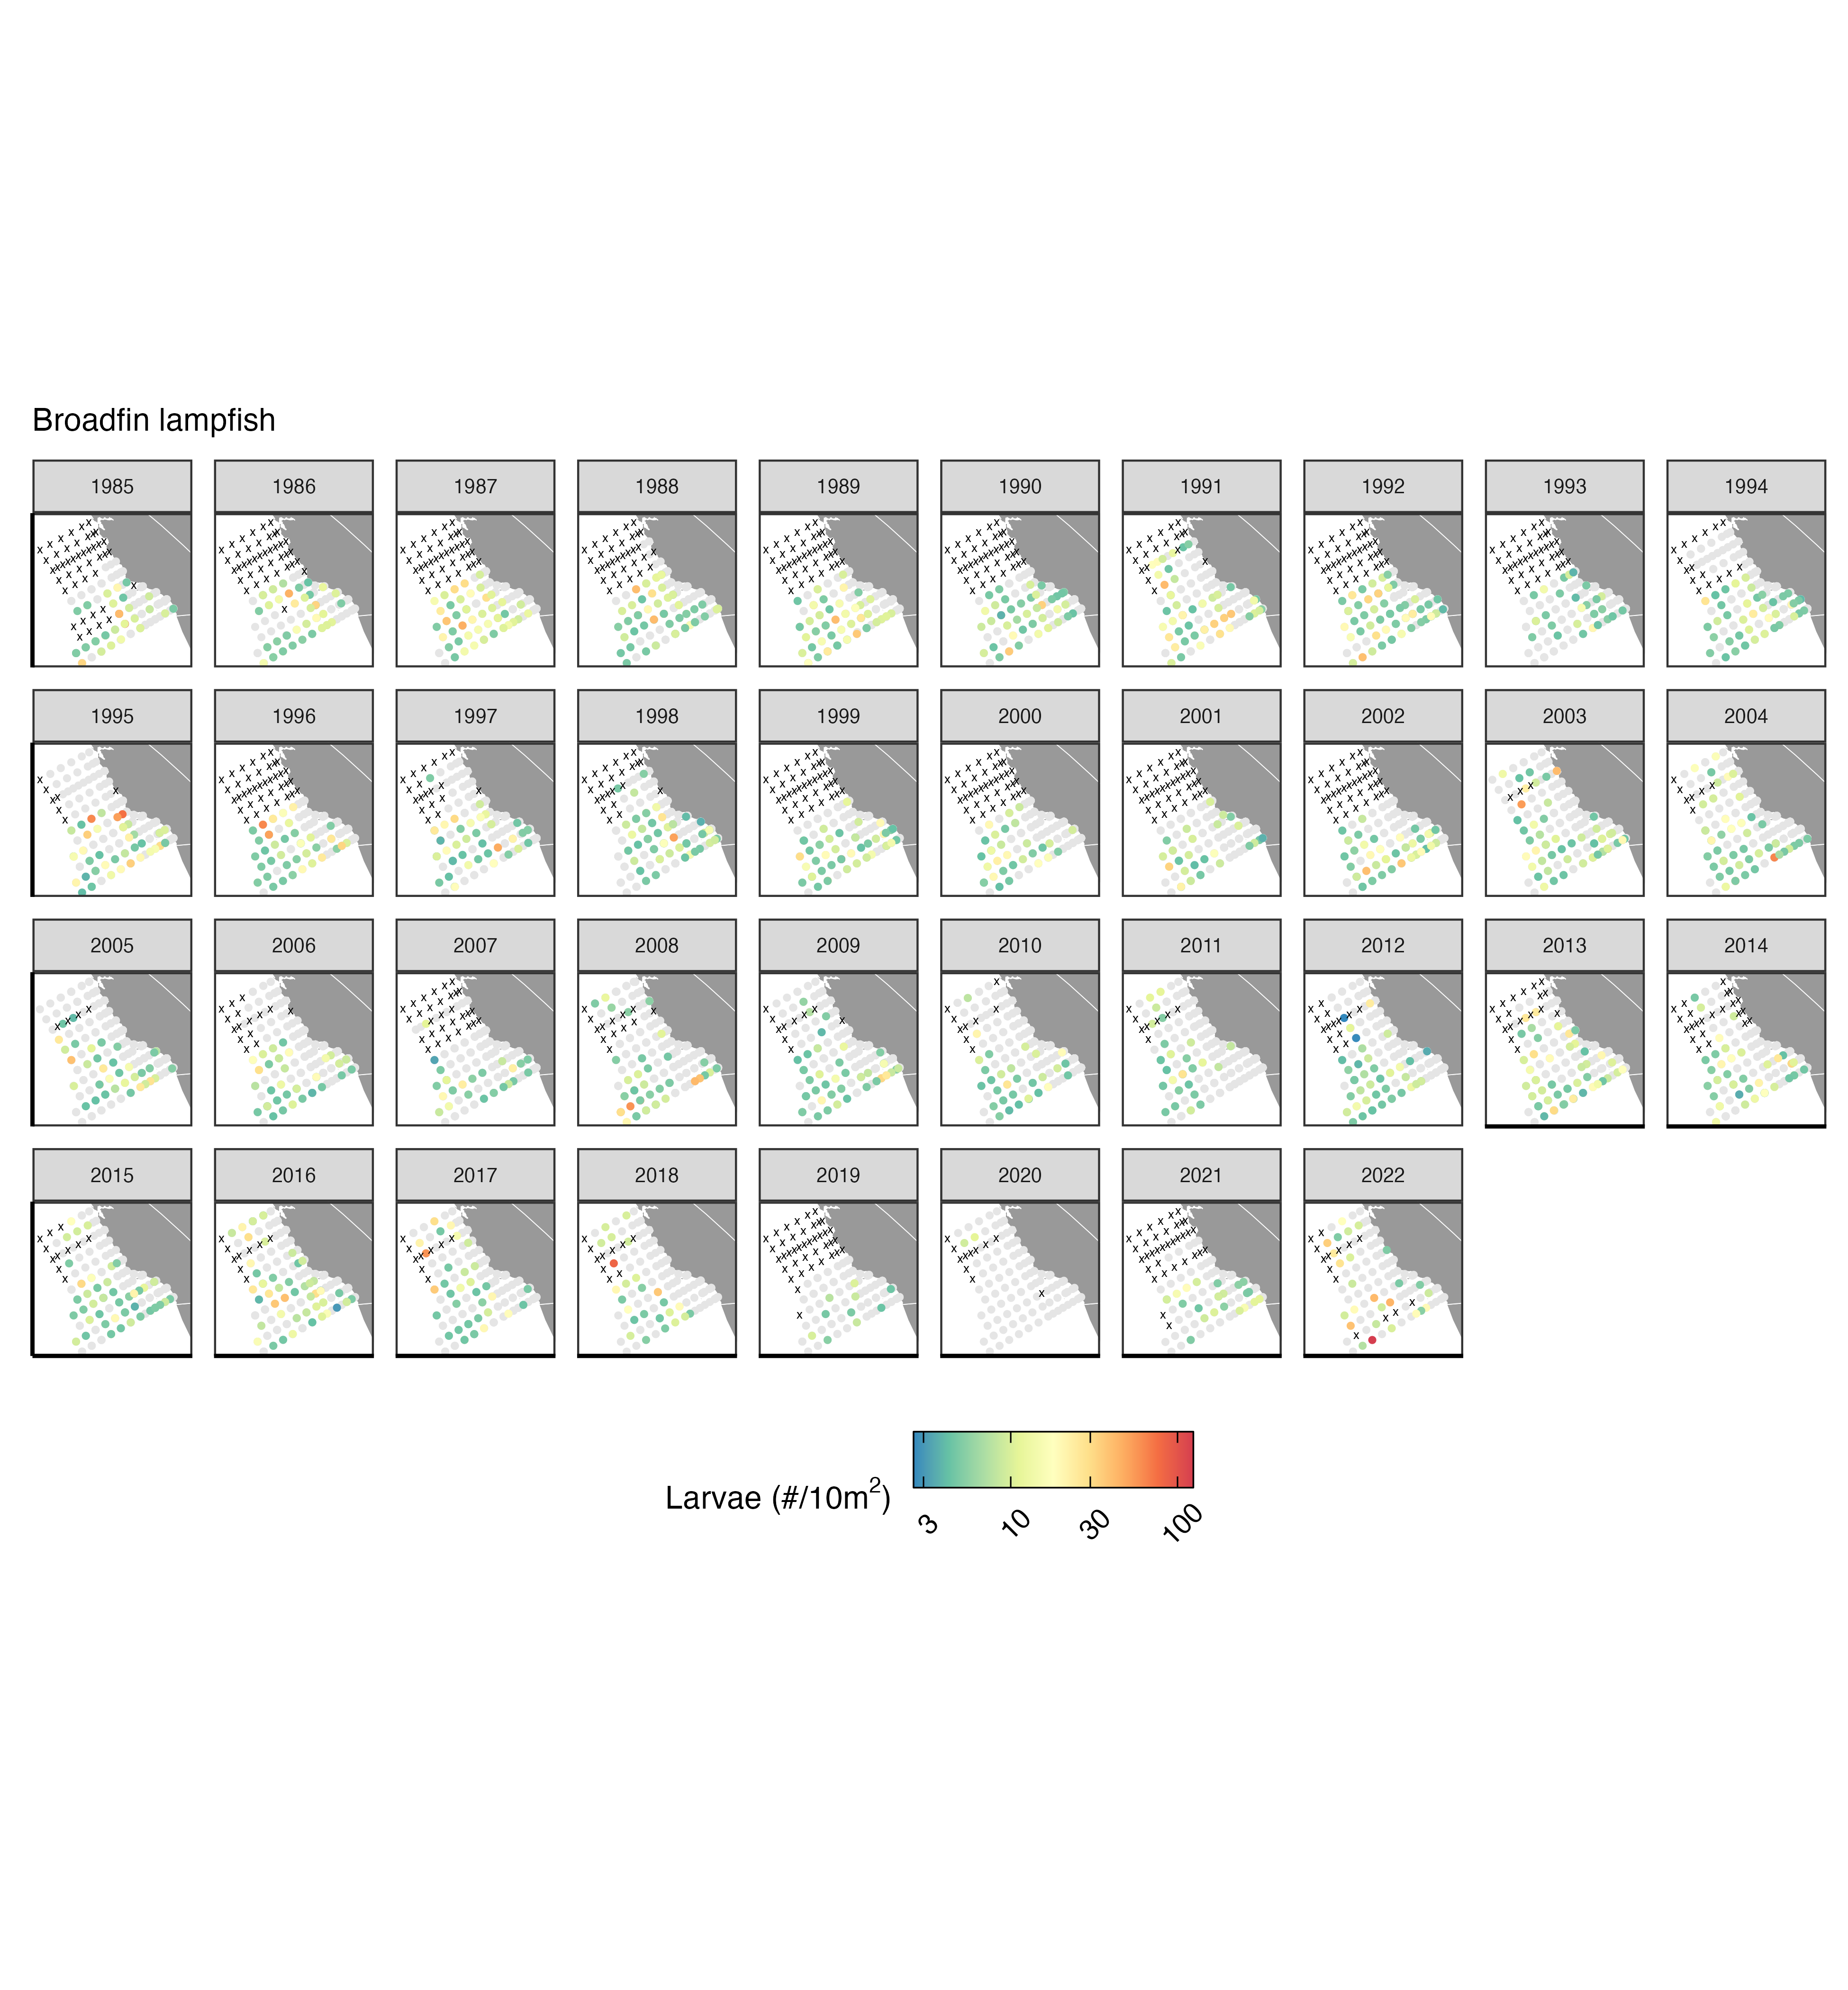 Broadfin lampfish
1985 1986 1987 1988 1989 1990 1991 1992 1993 1994
1995 1996 1997 1998 1999 2000 2001 2002 2003 2004
2005 2006 2007 2008 2009 2010 2011 2012 2013 2014
2015 2016 2017 2018 2019 2020 2021 2022
Larvae (#/10m²)
3 10 30 100